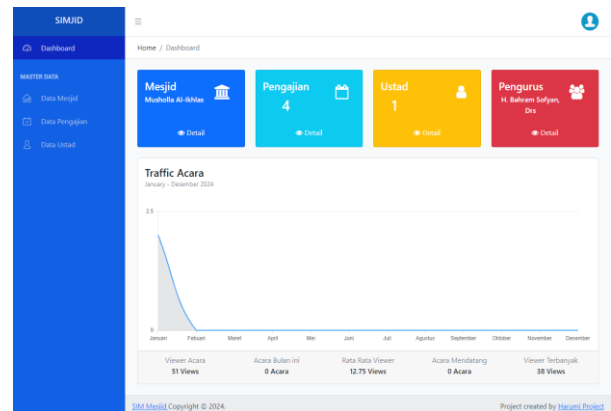 SIMJID
Dashboard
MASTER DATA
Data Mesjid
Data Pengajian
Data Ustad
Home / Dashboard
Mesjid
Musholla Al-Ikhlas
Detail
Pengajian
4
Detail
Ustad
1
Detail
Pengurus
H. Bahram Sofyan,
Drs
Detail
Traffic Acara
January - Desember 2024
2.5
0
Januari Febuari Maret April Mei Juni Juli Agustus September Oktober November Desember
Viewer Acara
51 Views
Acara Bulan ini
0 Acara
Rata Rata Viewer
12.75 Views
Acara Mendatang
0 Acara
Viewer Terbanyak
38 Views
SIM Mesjid Copyright © 2024.
Project created by Harumi Project